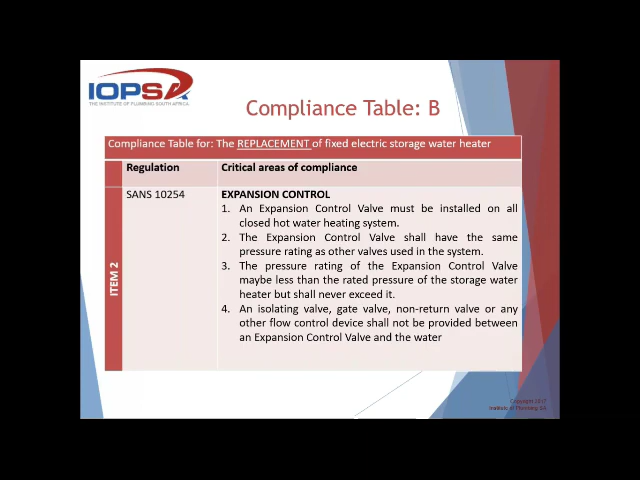 IOPSA
THE INSTITUTE OF PLUMBING SOUTH AFRICA
Compliance Table: B
Compliance Table for: The REPLACEMENT of fixed electric storage water heater
Regulation
Critical areas of compliance
ITEM 2
SANS 10254
EXPANSION CONTROL
1. An Expansion Control Valve must be installed on all
closed hot water heating system.
2. The Expansion Control Valve shall have the same
pressure rating as other valves used in the system.
3. The pressure rating of the Expansion Control Valve
maybe less than the rated pressure of the storage water
heater but shall never exceed it.
4. An isolating valve, gate valve, non-return valve or any
other flow control device shall not be provided between
an Expansion Control Valve and the water
Copyright 2017
Institute of Plumbing SA